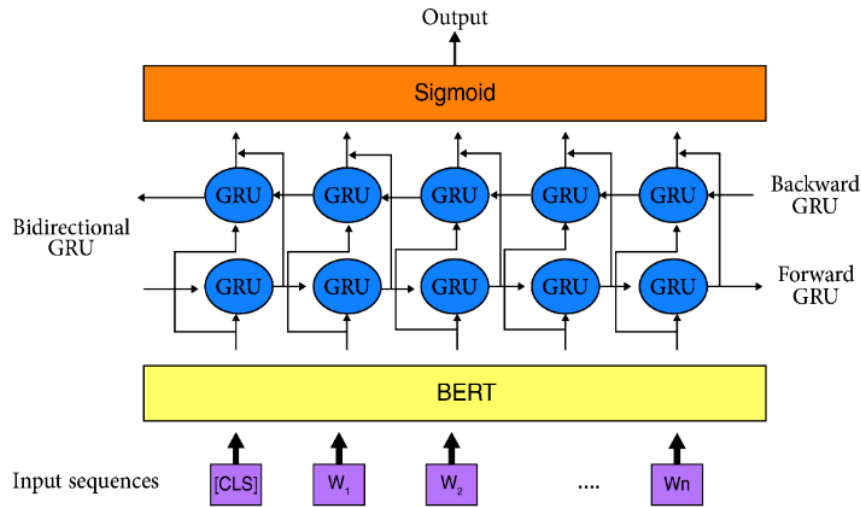 Output
Sigmoid
GRU GRU GRU GRU GRU
Backward
GRU
Bidirectional
GRU
GRU GRU GRU GRU GRU
Forward
GRU
BERT
Input sequences [CLS] W1 W2 .... Wn